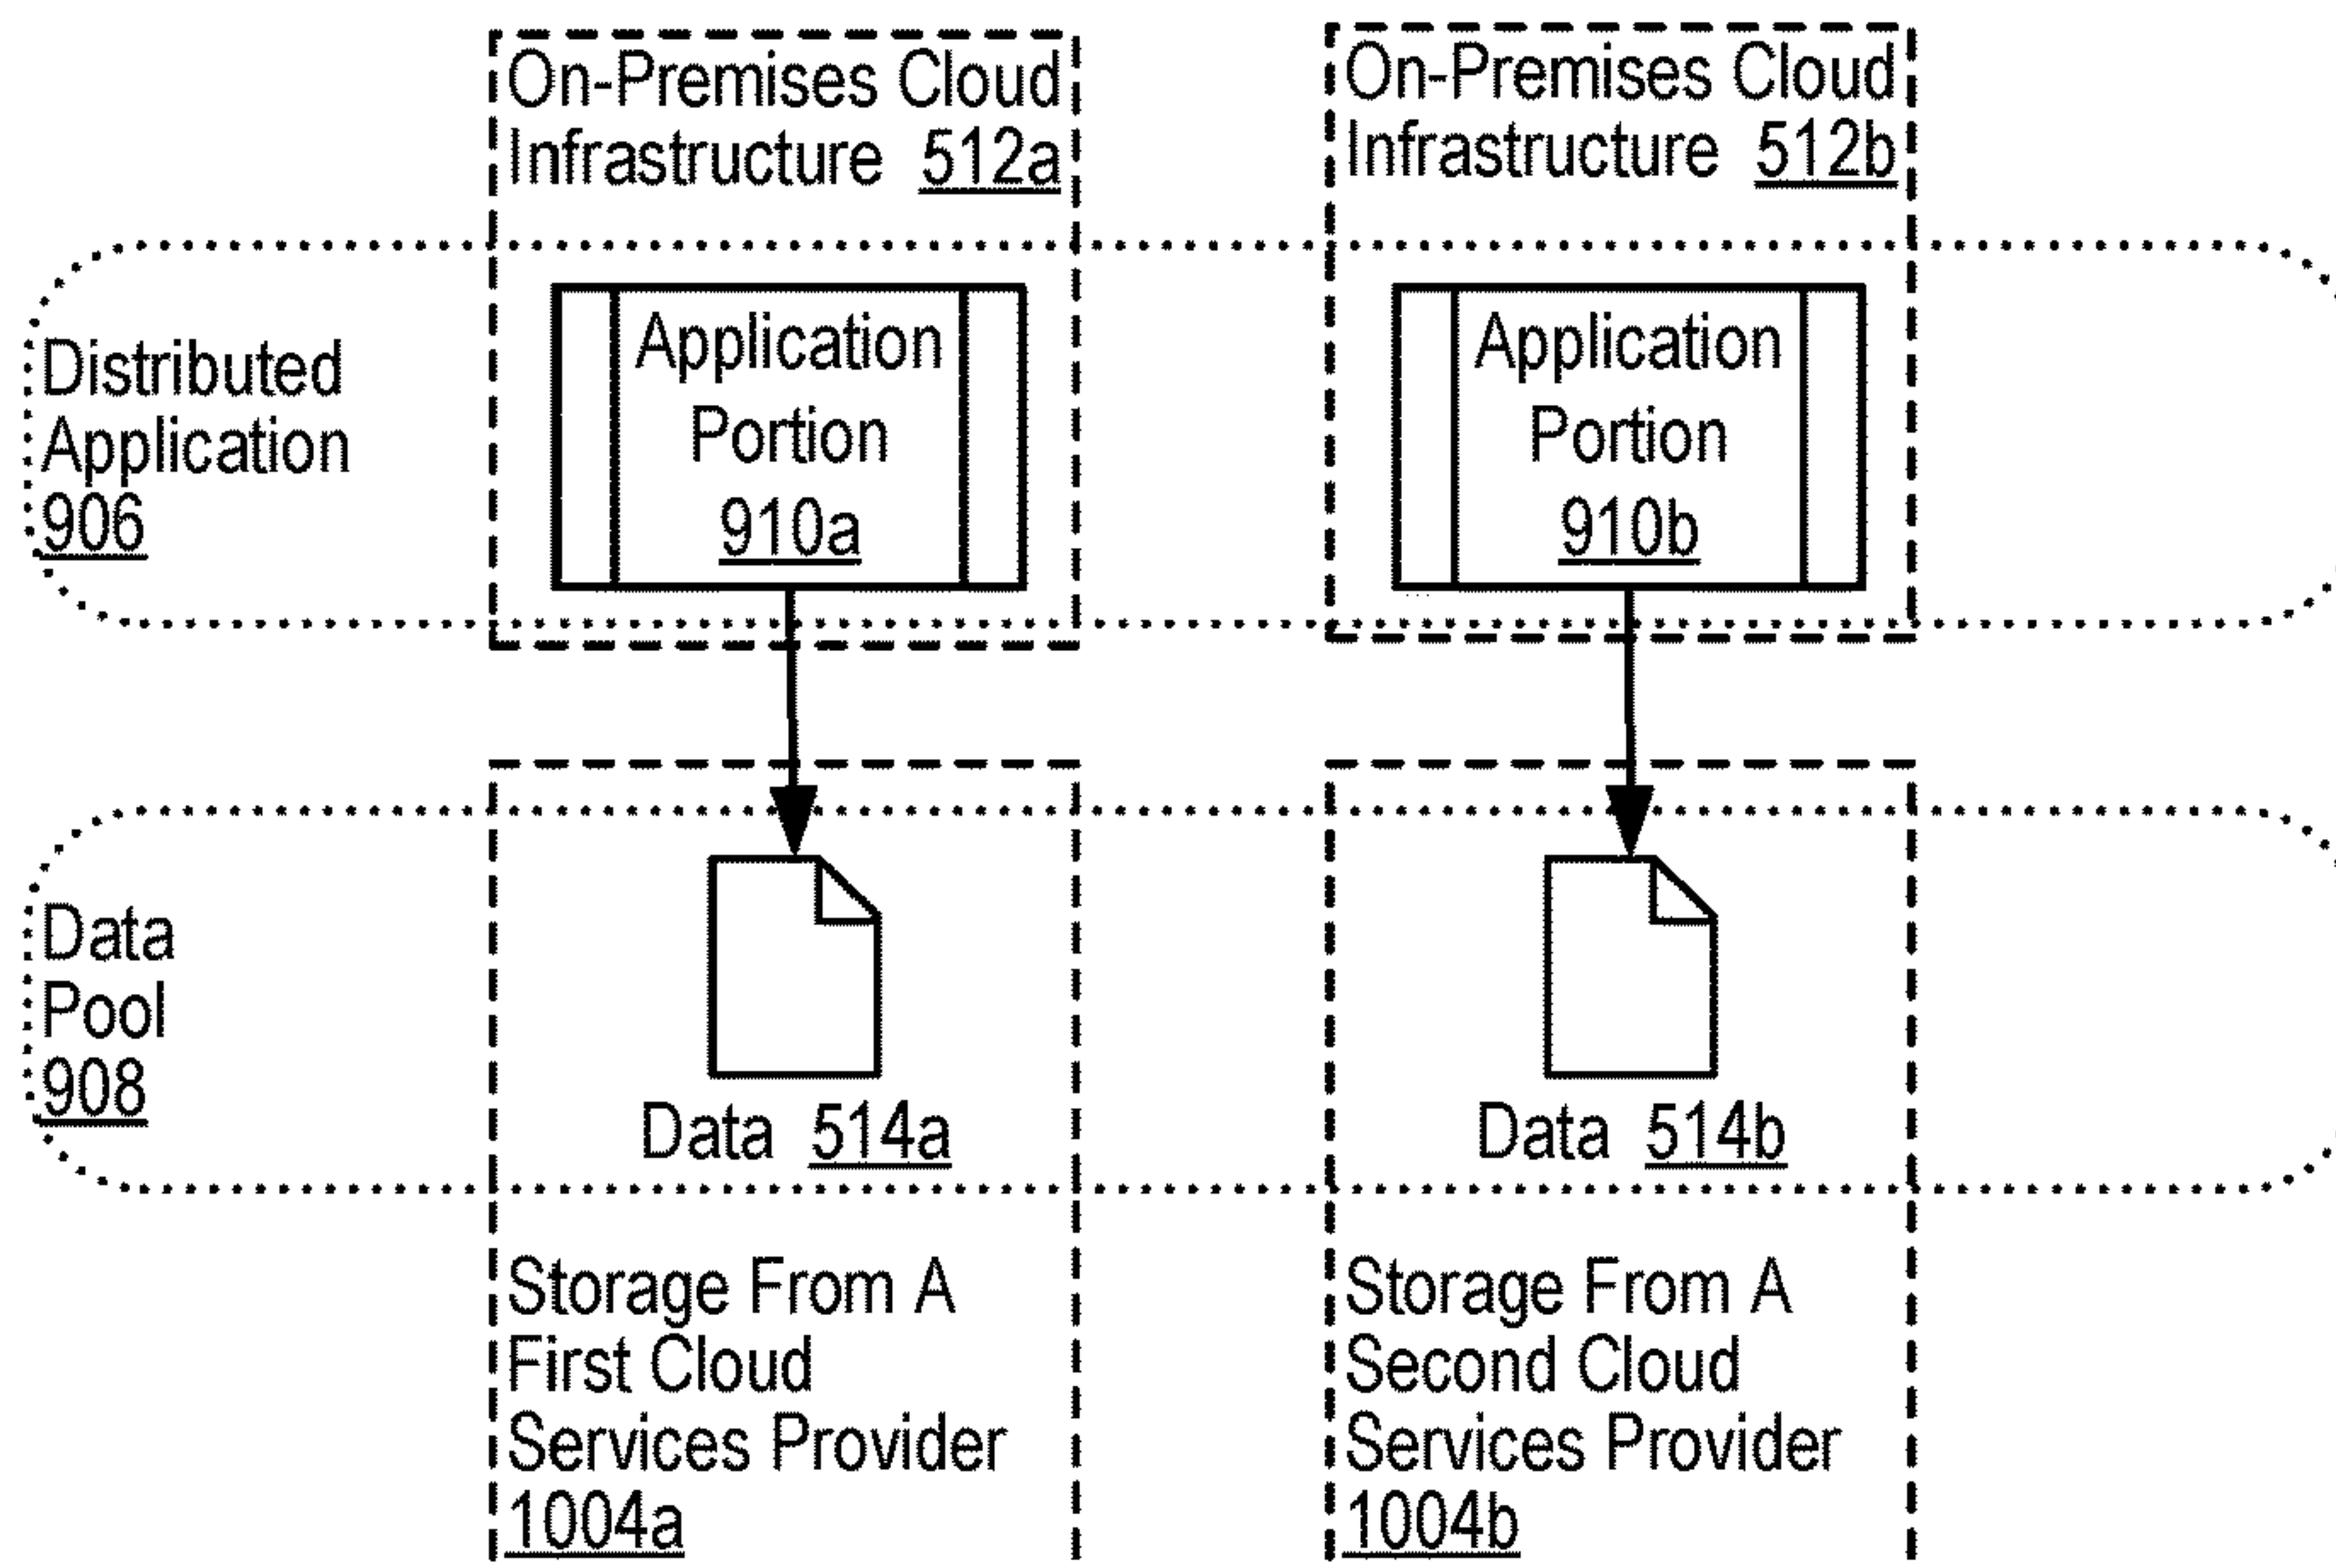 On-Premises Cloud
Infrastructure 512a
On-Premises Cloud
Infrastructure 512b
Distributed
Application
906
Application
Portion
910a
Application
Portion
910b
Data
Pool
908
Data 514a
Data 514b
Storage From A
First Cloud
Services Provider
1004a
Storage From A
Second Cloud
Services Provider
1004b